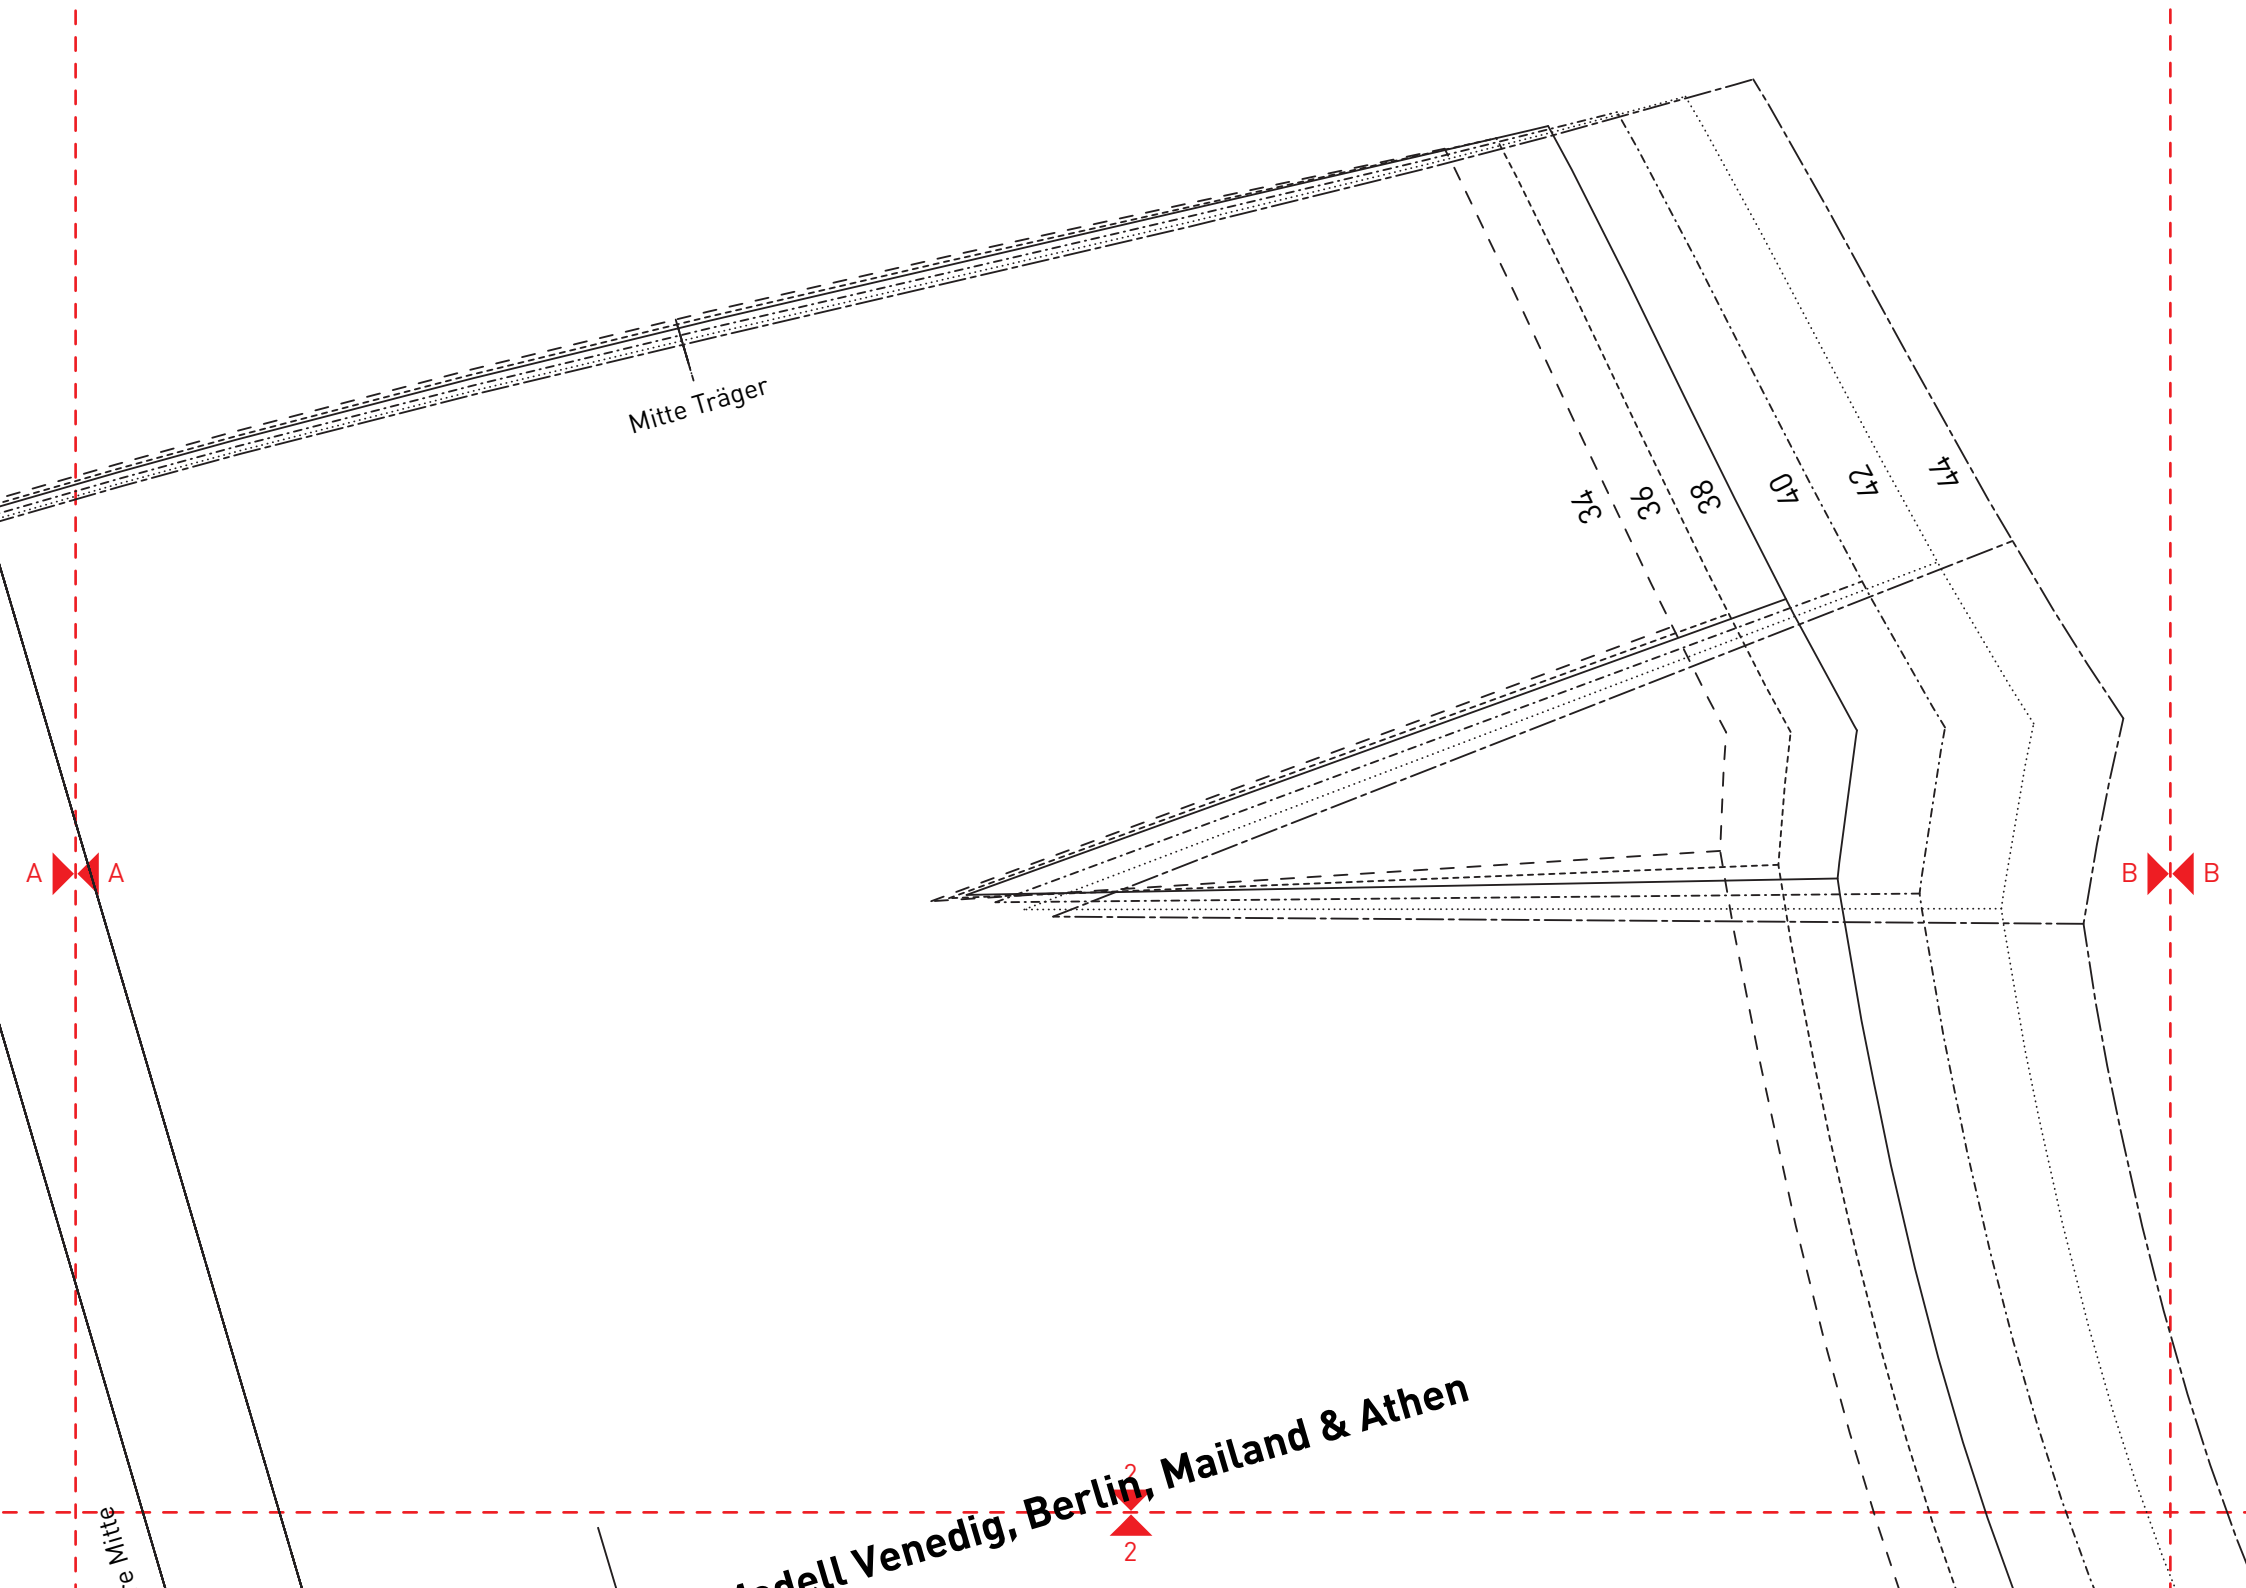 Mitte Träger
34
36
38
40
42
44
A
A
B
B
Venedig, Berlin, Mailand & Athen
2
2
Mitte